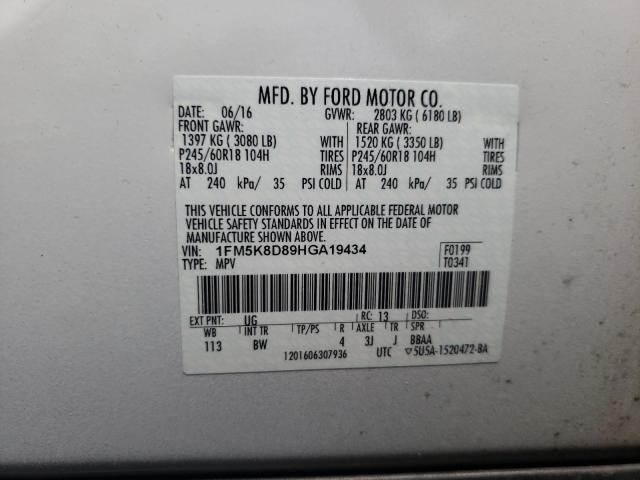 MFD. BY FORD MOTOR CO.
DATE: 06/16 GVWR: 2803 KG ( 6180 LB)
FRONT GAWR: REAR GAWR:
1397 KG ( 3080 LB) WITH 1520 KG ( 3350 LB) WITH
P245/60R18 104H TIRES P245/60R18 104H TIRES
18x8.0J RIMS 18x8.0J RIMS
AT 240 kPa/ 35 PSI COLD AT 240 kPa/ 35 PSI COLD
THIS VEHICLE CONFORMS TO ALL APPLICABLE FEDERAL MOTOR
VEHICLE SAFETY STANDARDS IN EFFECT ON THE DATE OF
MANUFACTURE SHOWN ABOVE.
VIN: 1FM5K8D89HGA19434 F0199
TYPE: MPV T0341
EXT PNT: UG RC: 13 DSO:
WB INT TR TP/PS R AXLE TR SPR
113 BW 4 3J J BBAA
1201606307936 UTC ▽5U5A-1520472-BA